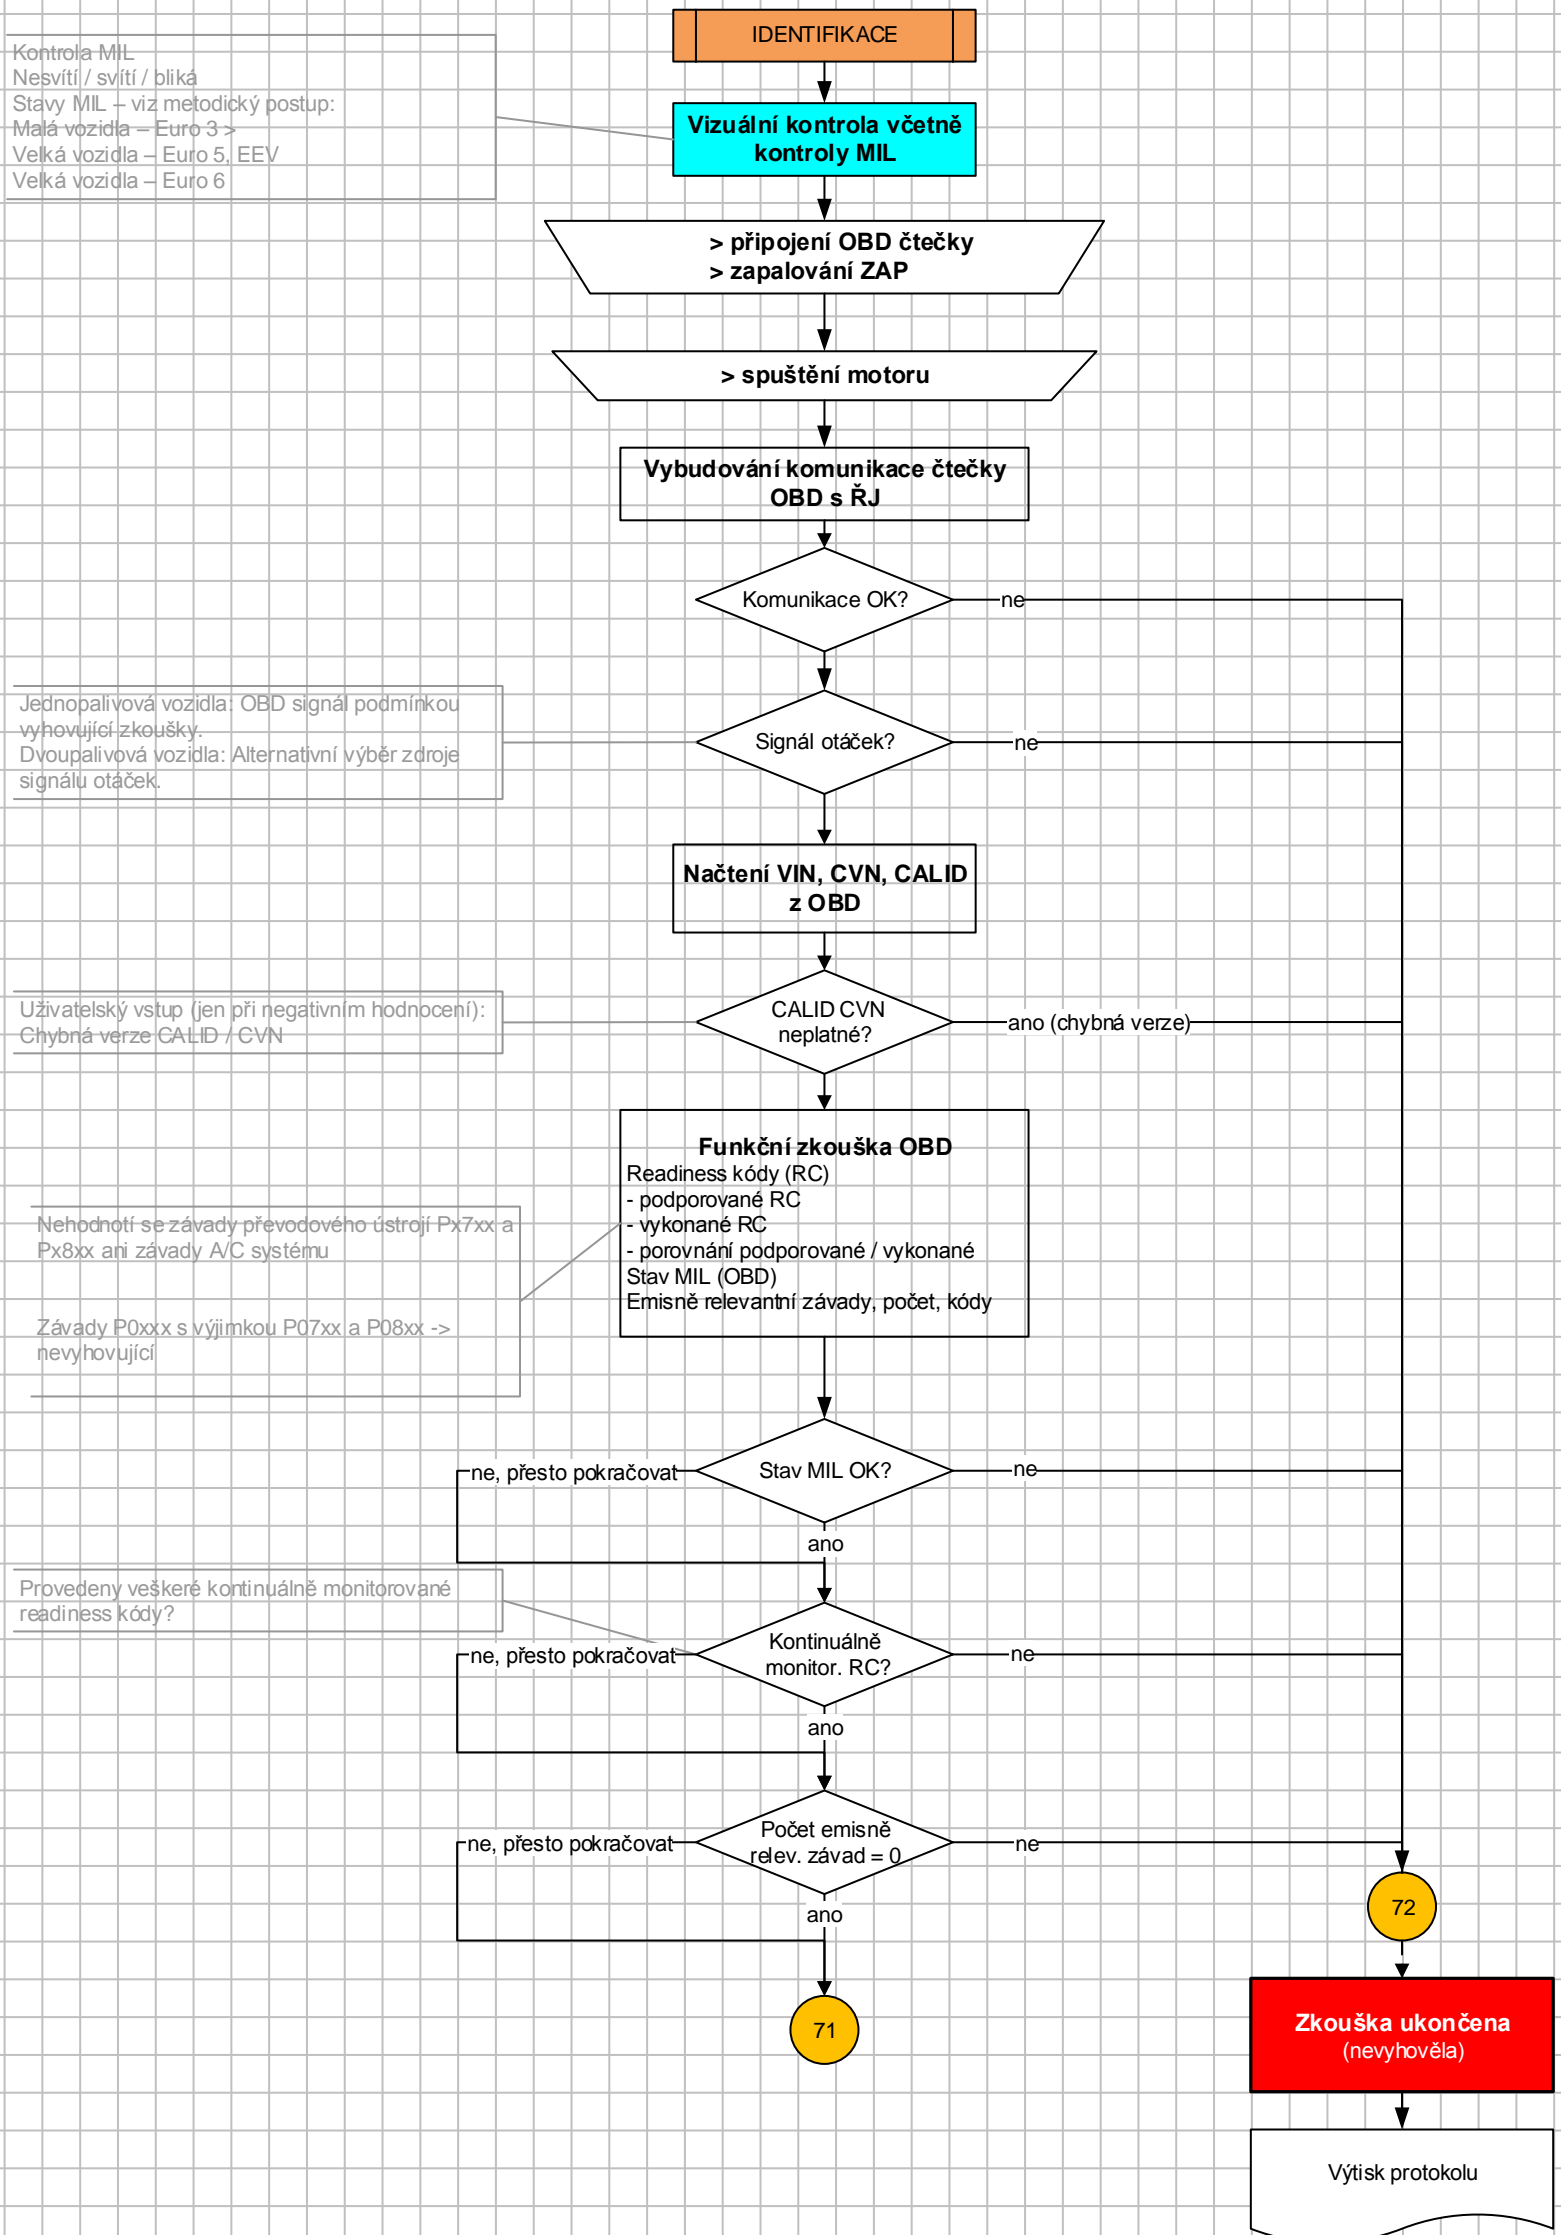 IDENTIFIKACE
Kontrola MIL
Nesvítí / svítí / bliká
Stavy MIL – viz metodický postup:
Malá vozidla – Euro 3 >
Velká vozidla – Euro 5, EEV
Velká vozidla – Euro 6
Vizuální kontrola včetně
kontroly MIL
> připojení OBD čtečky
> zapalování ZAP
> spuštění motoru
Vybudování komunikace čtečky
OBD s ŘJ
Komunikace OK?
ne
Jednopalivová vozidla: OBD signál podmínkou
vyhovující zkoušky.
Dvoupalivová vozidla: Alternativní výběr zdroje
signálu otáček.
Signál otáček?
ne
Načtení VIN, CVN, CALID
z OBD
Uživatelský vstup (jen při negativním hodnocení):
Chybná verze CALID / CVN
CALID CVN
neplatné?
ano (chybná verze)
Funkční zkouška OBD
Readiness kódy (RC)
- podporované RC
- vykonané RC
- porovnání podporované / vykonané
Stav MIL (OBD)
Emisně relevantní závady, počet, kódy
Nehodnotí se závady převodového ústrojí Px7xx a
Px8xx ani závady A/C systému
Závady P0xxx s výjimkou P07xx a P08xx ->
nevyhovující
ne, přesto pokračovat
Stav MIL OK?
ne
ano
Provedeny veškeré kontinuálně monitorované
readiness kódy?
ne, přesto pokračovat
Kontinuálně
monitor. RC?
ne
ano
ne, přesto pokračovat
Počet emisně
relev. závad = 0
ne
ano
72
71
Zkouška ukončena
(nevyhověla)
Výtisk protokolu